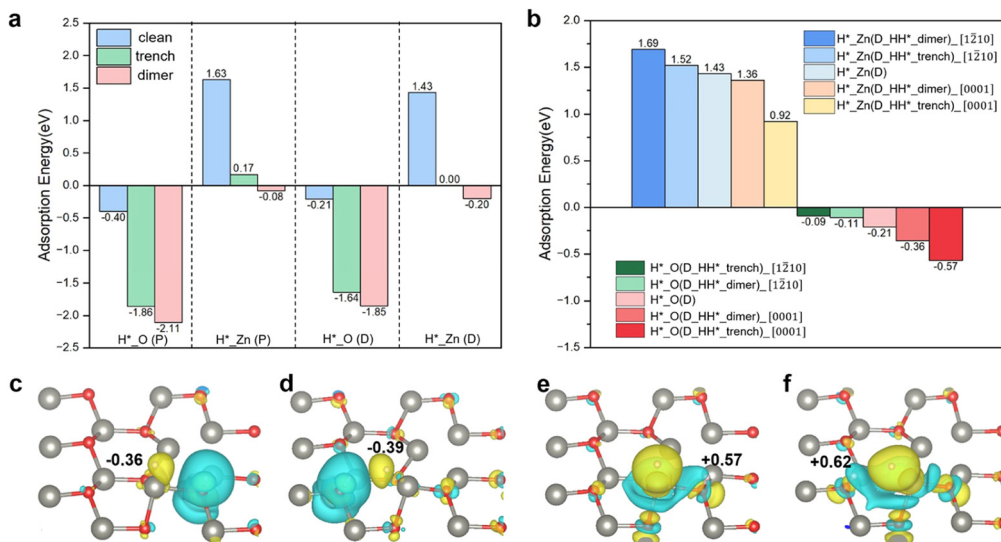 a
clean
trench
dimer
Adsorption Energy(eV)
2.5
2.0
1.5
1.0
0.5
0.0
-0.5
-1.0
-1.5
-2.0
-2.5
-0.40
-1.86
-2.11
1.63
0.17
-0.08
-0.21
-1.64
-1.85
1.43
0.00
-0.20
H*_O (P)
H*_Zn (P)
H*_O (D)
H*_Zn (D)
b
Adsorption Energy(eV)
1.5
1.0
0.5
0.0
-0.5
-1.0
-1.5
1.69
1.52
1.43
1.36
0.92
-0.09
-0.11
-0.21
-0.36
-0.57
H*_Zn(D_HH*_dimer)_[12̄10]
H*_Zn(D_HH*_trench)_[12̄10]
H*_Zn(D)
H*_Zn(D_HH*_dimer)_[0001]
H*_Zn(D_HH*_trench)_[0001]
H*_O(D_HH*_trench)_[12̄10]
H*_O(D_HH*_dimer)_[12̄10]
H*_O(D)
H*_O(D_HH*_dimer)_[0001]
H*_O(D_HH*_trench)_[0001]
c
-0.36
d
-0.39
e
+0.57
f
+0.62